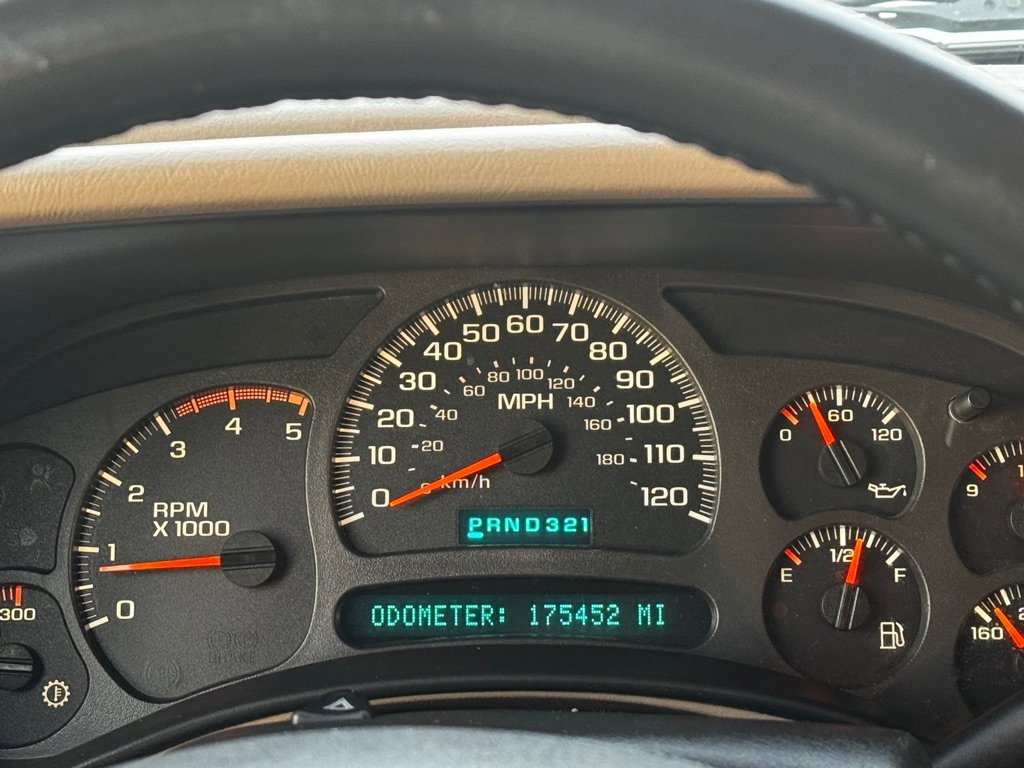 0 1 2 3 4 5
RPM
X 1000
300
0 10 20 30 40 50 60 70 80 90 100 110 120
20 40 60 80 100 120 140 160 180
MPH
km/h
PRND321
ODOMETER: 175452 MI
0 60 120
E 1/2 F
9
160